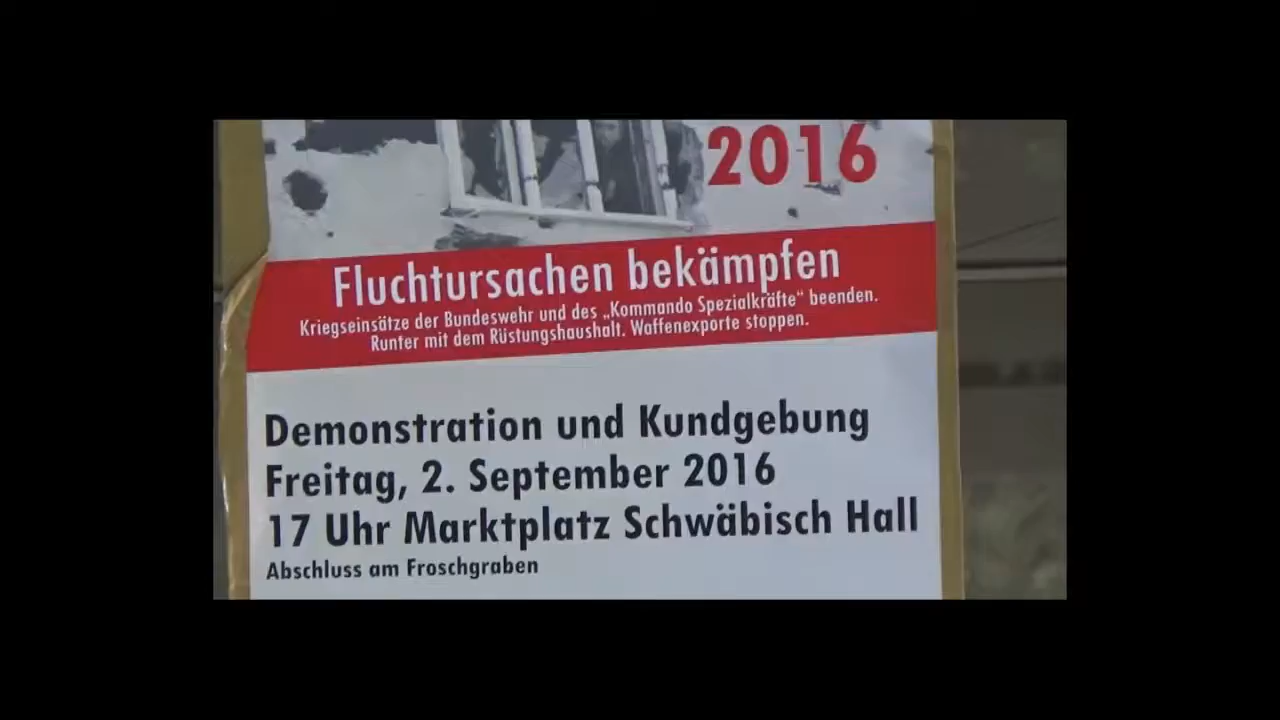 2016
Fluchtursachen bekämpfen
Kriegseinsätze der Bundeswehr und des „Kommando Spezialkräfte“ beenden.
Runter mit dem Rüstungshaushalt. Waffenexporte stoppen.
Demonstration und Kundgebung
Freitag, 2. September 2016
17 Uhr Marktplatz Schwäbisch Hall
Abschluss am Froschgraben